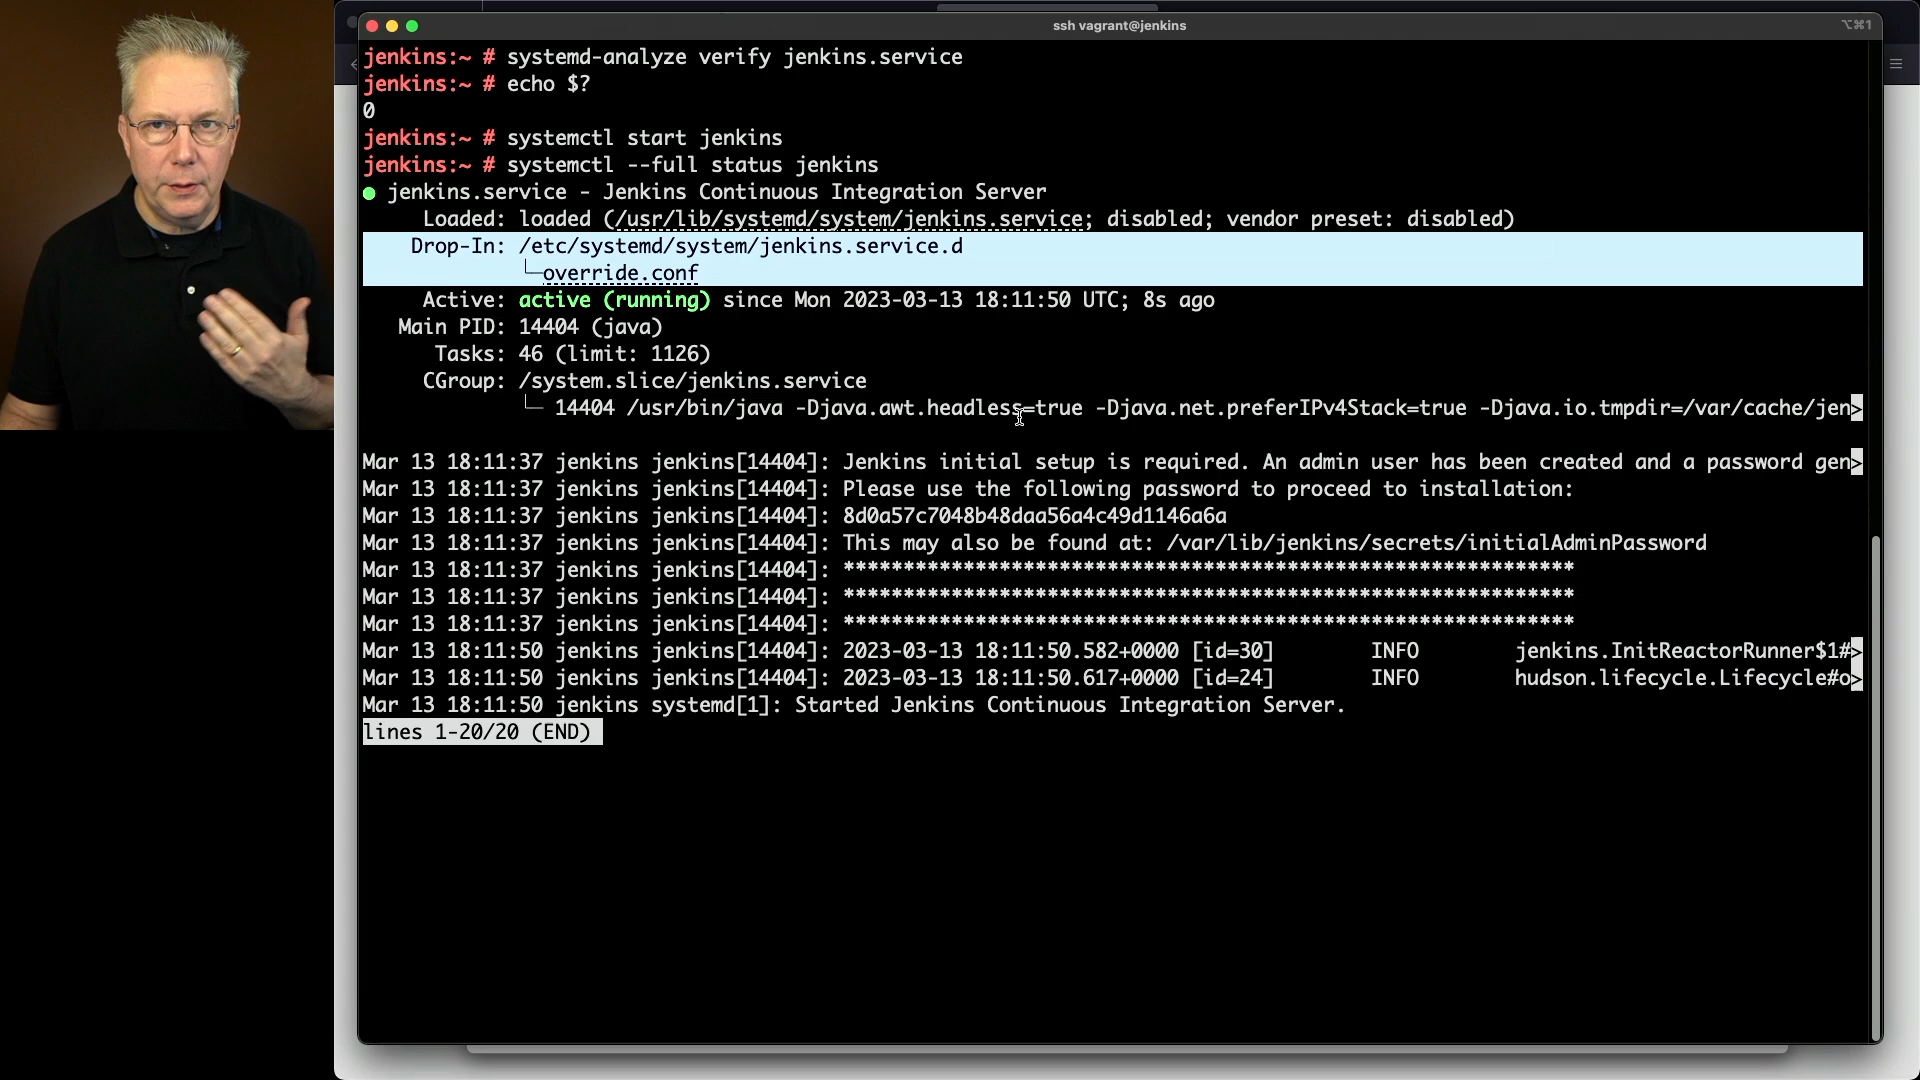 ssh vagrant@jenkins
⌥⌘1
jenkins:~ # systemd-analyze verify jenkins.service
jenkins:~ # echo $?
0
jenkins:~ # systemctl start jenkins
jenkins:~ # systemctl --full status jenkins
● jenkins.service - Jenkins Continuous Integration Server
Loaded: loaded (/usr/lib/systemd/system/jenkins.service; disabled; vendor preset: disabled)
Drop-In: /etc/systemd/system/jenkins.service.d
└─override.conf
Active: active (running) since Mon 2023-03-13 18:11:50 UTC; 8s ago
Main PID: 14404 (java)
Tasks: 46 (limit: 1126)
CGroup: /system.slice/jenkins.service
└─ 14404 /usr/bin/java -Djava.awt.headless=true -Djava.net.preferIPv4Stack=true -Djava.io.tmpdir=/var/cache/jen>
Mar 13 18:11:37 jenkins jenkins[14404]: Jenkins initial setup is required. An admin user has been created and a password gen>
Mar 13 18:11:37 jenkins jenkins[14404]: Please use the following password to proceed to installation:
Mar 13 18:11:37 jenkins jenkins[14404]: 8d0a57c7048b48daa56a4c49d1146a6a
Mar 13 18:11:37 jenkins jenkins[14404]: This may also be found at: /var/lib/jenkins/secrets/initialAdminPassword
Mar 13 18:11:37 jenkins jenkins[14404]: *************************************************************
Mar 13 18:11:37 jenkins jenkins[14404]: *************************************************************
Mar 13 18:11:37 jenkins jenkins[14404]: *************************************************************
Mar 13 18:11:50 jenkins jenkins[14404]: 2023-03-13 18:11:50.582+0000 [id=30] INFO jenkins.InitReactorRunner$1#>
Mar 13 18:11:50 jenkins jenkins[14404]: 2023-03-13 18:11:50.617+0000 [id=24] INFO hudson.lifecycle.Lifecycle#o>
Mar 13 18:11:50 jenkins systemd[1]: Started Jenkins Continuous Integration Server.
lines 1-20/20 (END)